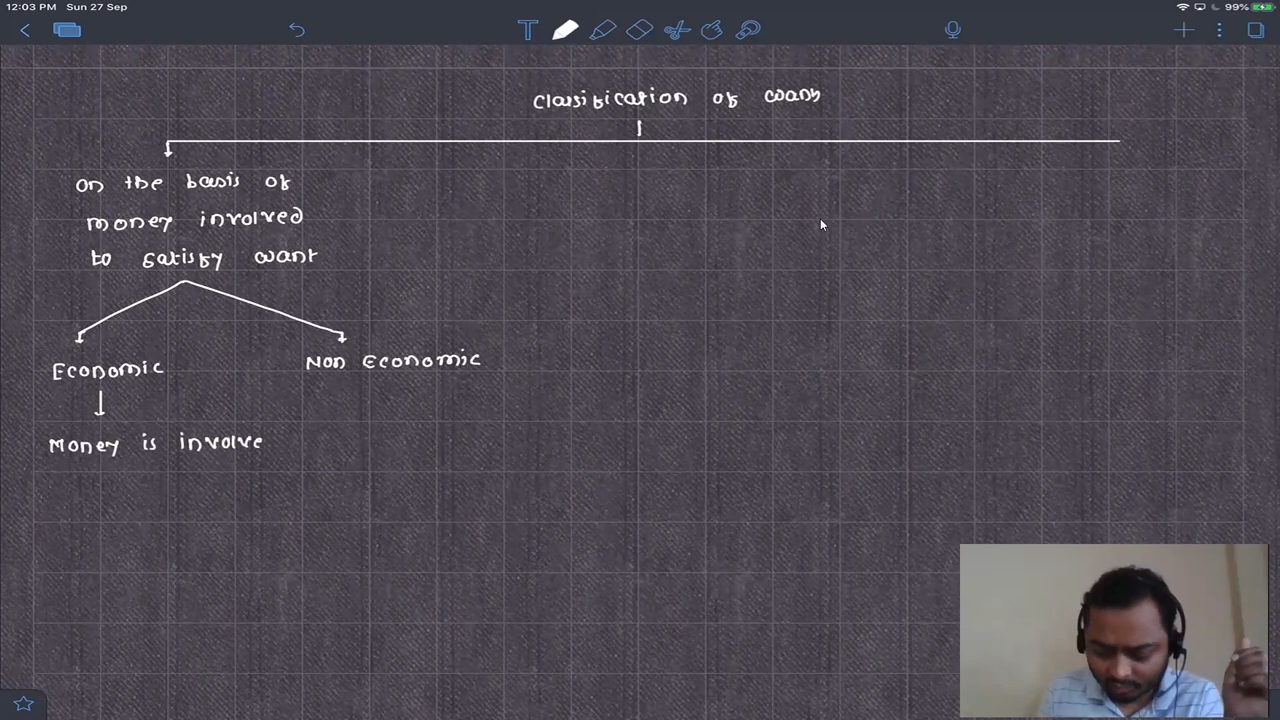 12:03 PM Sun 27 Sep 99%
T
Classification of wants
On the basis of
money involved
to satisfy want
Economic Non Economic
Money is involve